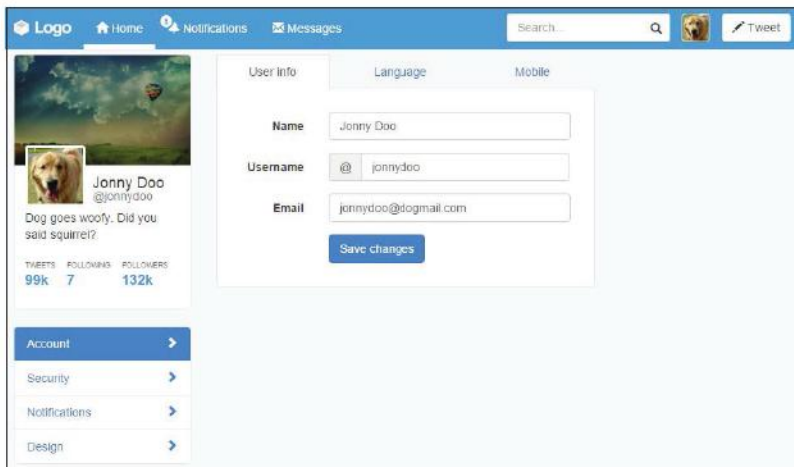 Logo Home 1 Notifications Messages Search... Tweet
User info Language Mobile
Name Jonny Doo
Username @ jonnydoo
Email jonnydoo@dogmail.com
Save changes
Jonny Doo
@jonnydoo
Dog goes woofy. Did you
said squirrel?
TWEETS FOLLOWING FOLLOWERS
99k 7 132k
Account
Security
Notifications
Design